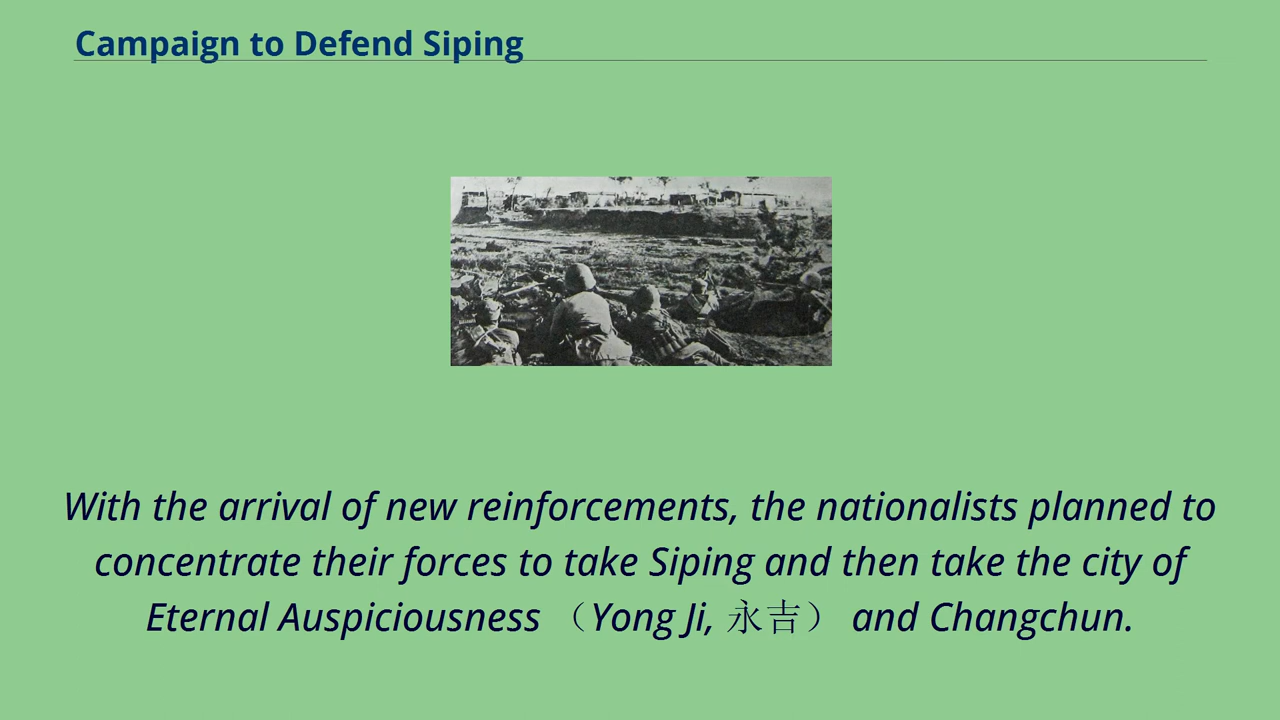 Campaign to Defend Siping
With the arrival of new reinforcements, the nationalists planned to
concentrate their forces to take Siping and then take the city of
Eternal Auspiciousness （Yong Ji, 永吉） and Changchun.